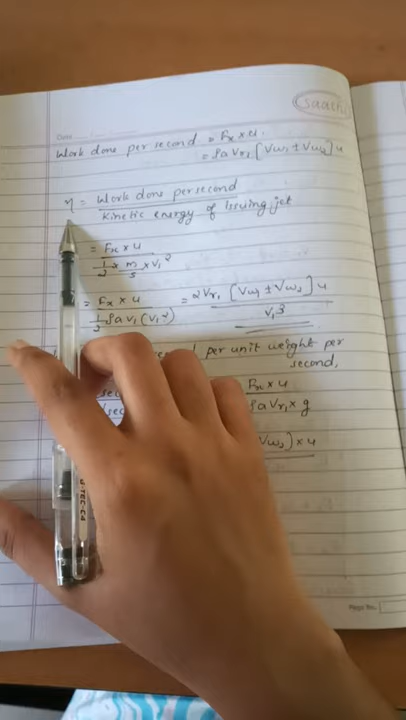 Saachi
Date
Work done per second = Fx × u.
= ρaVr₁ [Vw₁ ± Vw₂] u
η = Work done per second
Kinetic energy of Issuing jet
= Fx × u
½ × m/s × V₁²
= Fx × u = 2Vr₁ [Vw₁ ± Vw₂] u
½ ρaV₁ (V₁²) V₁³
per unit weight per
second,
Fx × u
ρaVr₁ × g
Vw₂) × u
Page No.